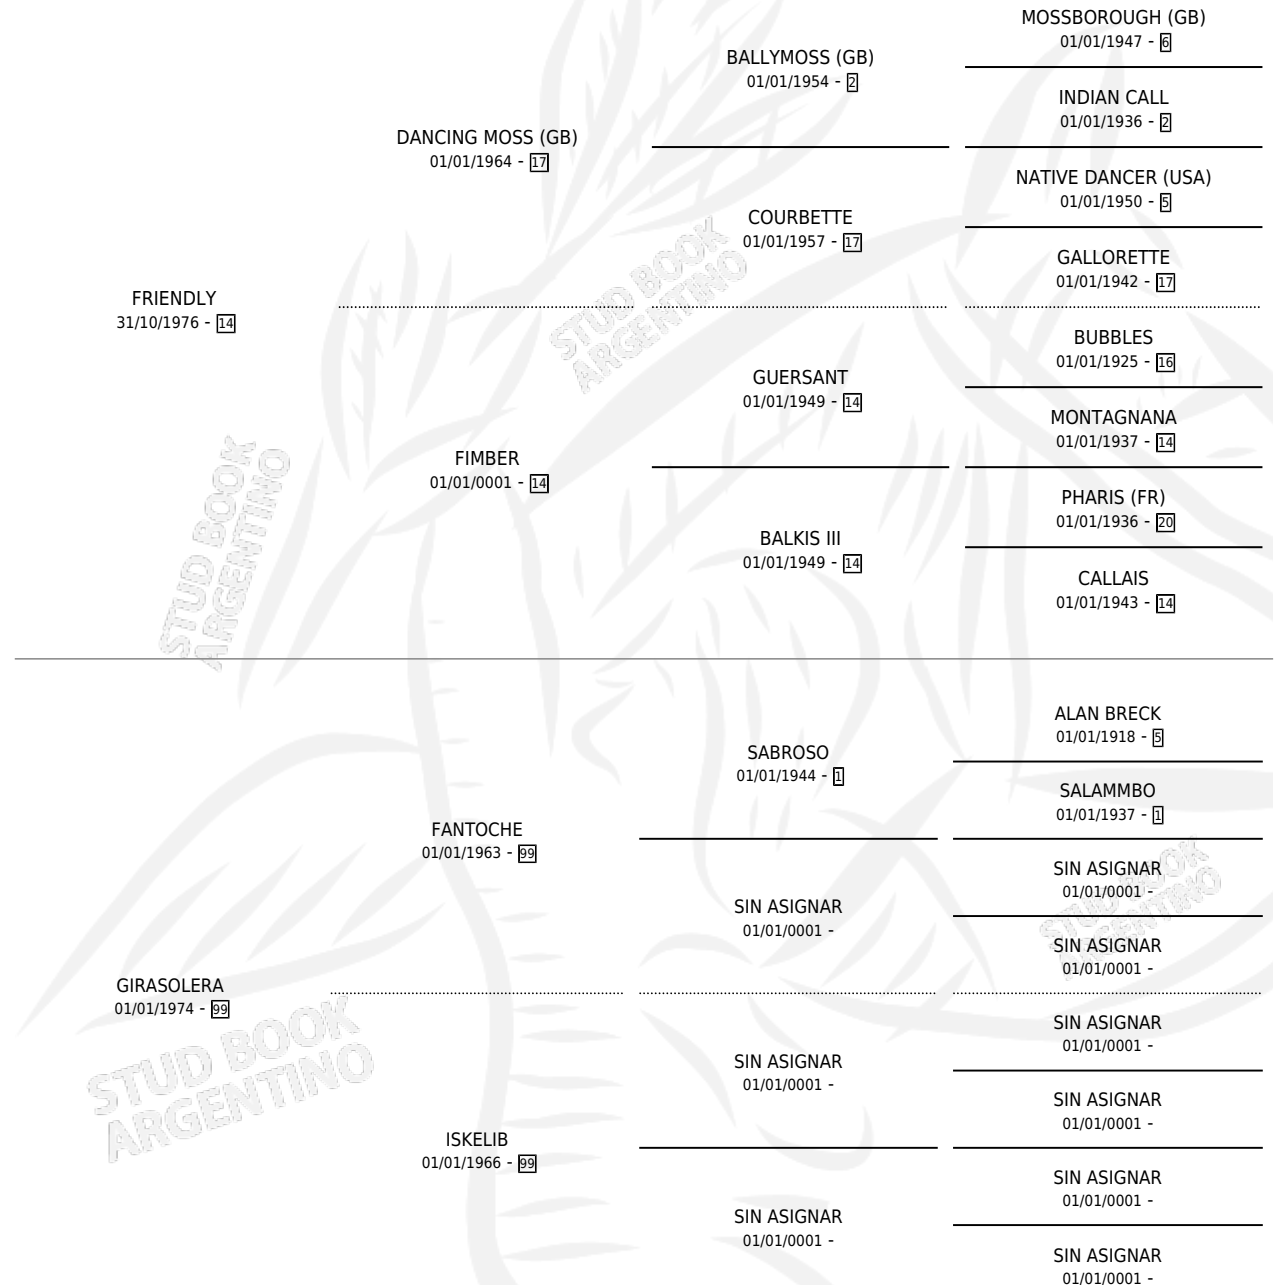 MOSSBOROUGH (GB)
01/01/1947 - 6
BALLYMOSS (GB)
01/01/1954 - 2
INDIAN CALL
01/01/1936 - 2
DANCING MOSS (GB)
01/01/1964 - 17
NATIVE DANCER (USA)
01/01/1950 - 5
COURBETTE
01/01/1957 - 17
GALLORETTE
01/01/1942 - 17
FRIENDLY
31/10/1976 - 14
BUBBLES
01/01/1925 - 16
GUERSANT
01/01/1949 - 14
MONTAGNANA
01/01/1937 - 14
FIMBER
01/01/0001 - 14
PHARIS (FR)
01/01/1936 - 20
BALKIS III
01/01/1949 - 14
CALLAIS
01/01/1943 - 14
ALAN BRECK
01/01/1918 - 5
SABROSO
01/01/1944 - 1
SALAMMBO
01/01/1937 - 1
FANTOCHE
01/01/1963 - 99
SIN ASIGNAR
01/01/0001 -
SIN ASIGNAR
01/01/0001 -
SIN ASIGNAR
01/01/0001 -
GIRASOLERA
01/01/1974 - 99
SIN ASIGNAR
01/01/0001 -
SIN ASIGNAR
01/01/0001 -
SIN ASIGNAR
01/01/0001 -
ISKELIB
01/01/1966 - 99
SIN ASIGNAR
01/01/0001 -
SIN ASIGNAR
01/01/0001 -
SIN ASIGNAR
01/01/0001 -
STUD BOOK
ARGENTINO
STUD BOOK
ARGENTINO
STUD BOOK
ARGENTINO
STUD BOOK
ARGENTINO